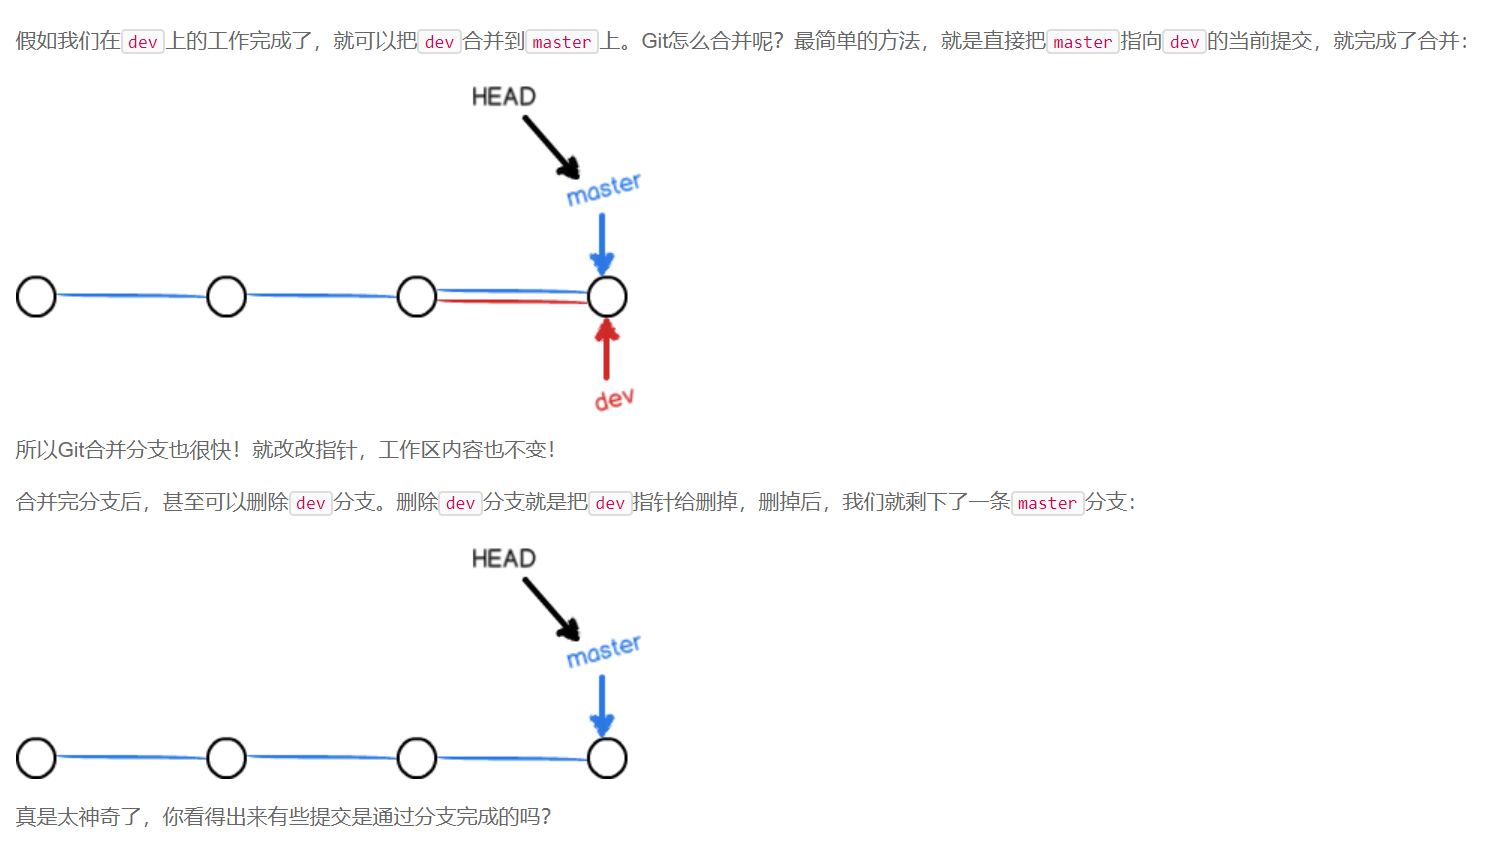 假如我们在dev上的工作完成了，就可以把dev合并到master上。Git怎么合并呢？最简单的方法，就是直接把master指向dev的当前提交，就完成了合并：
HEAD
master
dev
所以Git合并分支也很快！就改改指针，工作区内容也不变！
合并完分支后，甚至可以删除dev分支。删除dev分支就是把dev指针给删掉，删掉后，我们就剩下了一条master分支：
HEAD
master
真是太神奇了，你看得出来有些提交是通过分支完成的吗？